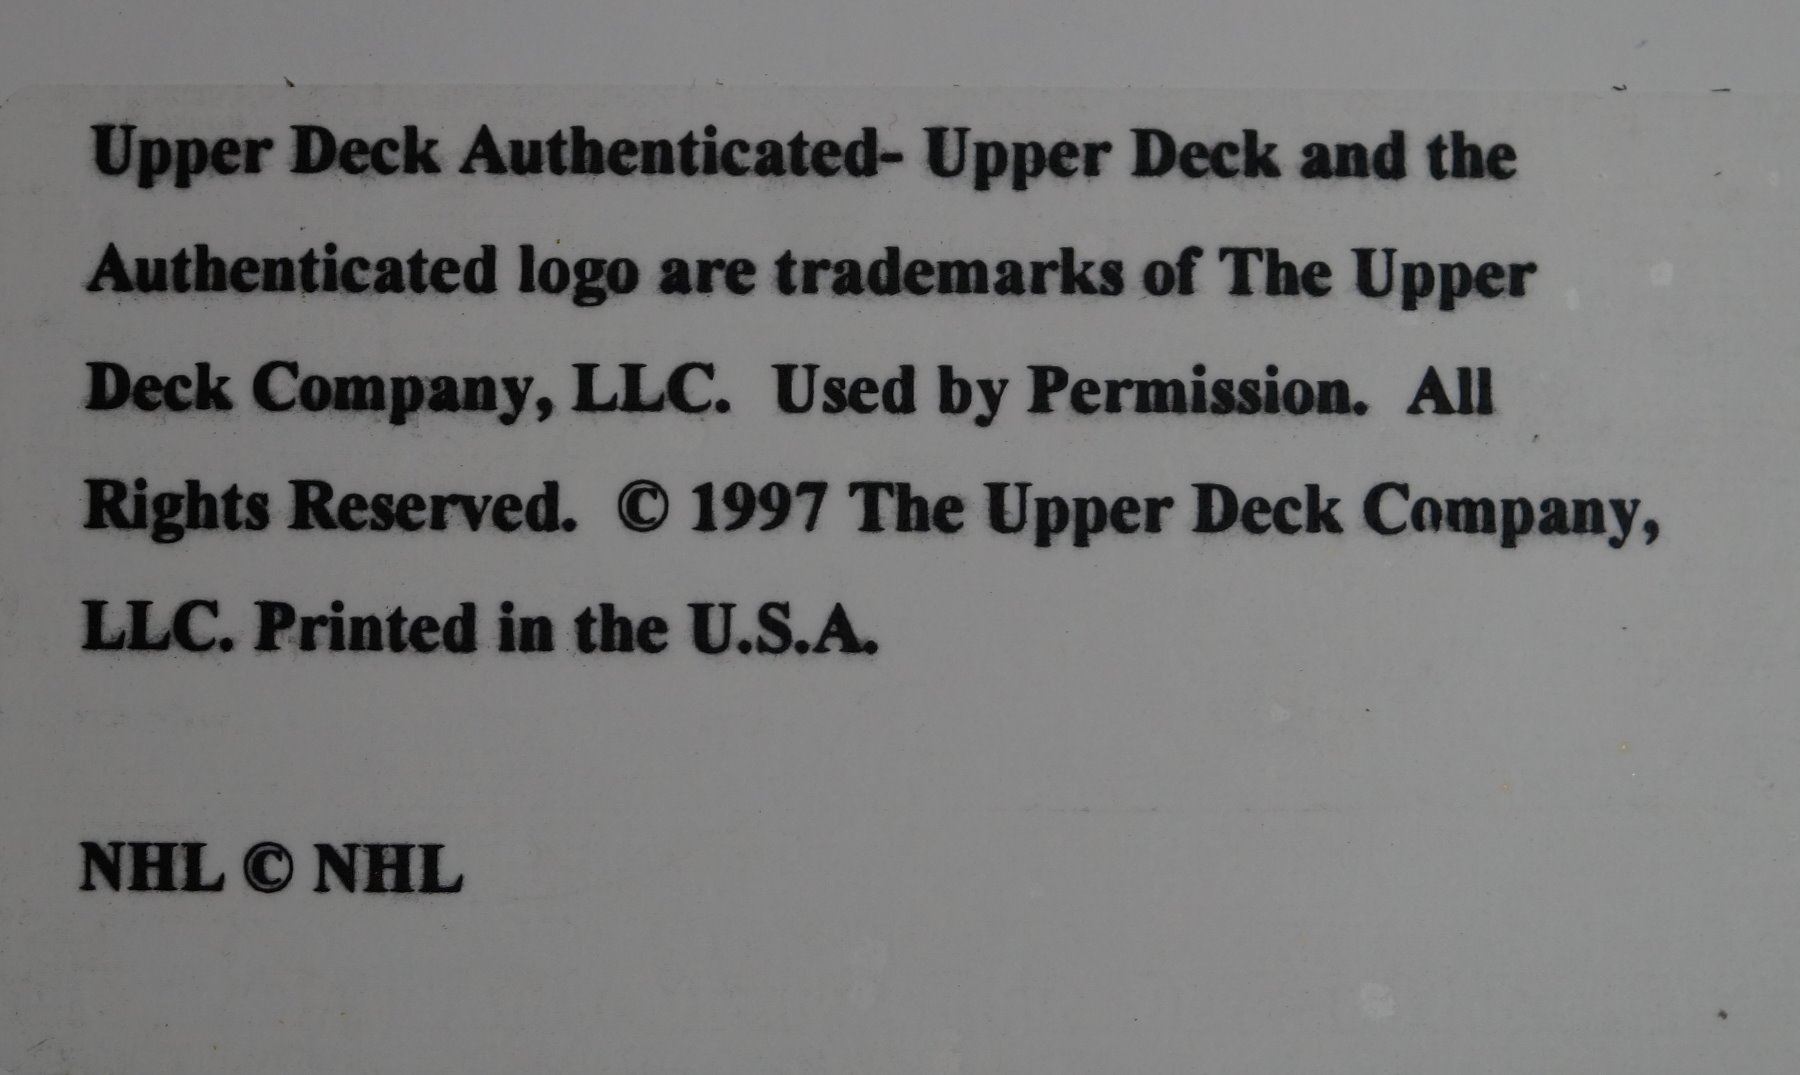 Upper Deck Authenticated- Upper Deck and the
Authenticated logo are trademarks of The Upper
Deck Company, LLC.  Used by Permission.  All
Rights Reserved.  © 1997 The Upper Deck Company,
LLC. Printed in the U.S.A.
NHL © NHL